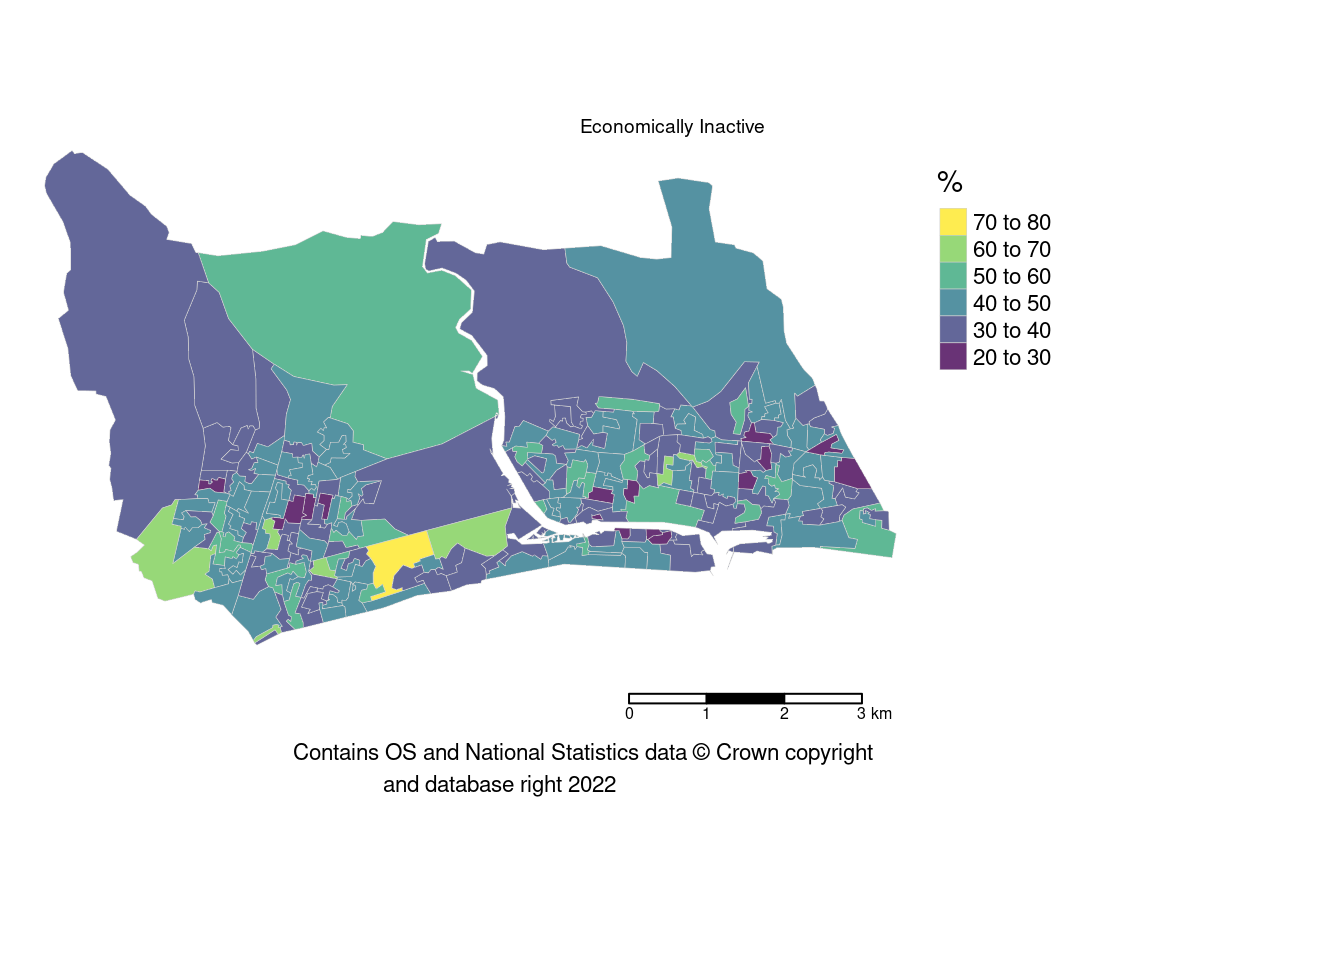 Economically Inactive
%
70 to 80
60 to 70
50 to 60
40 to 50
30 to 40
20 to 30
0 1 2 3 km
Contains OS and National Statistics data © Crown copyright
and database right 2022